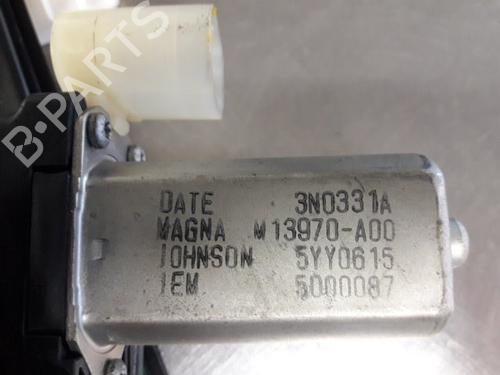 B-PARTS
DATE 3N0331A
MAGNA M13970-A00
JOHNSON 5YY0615
IEM 5000087